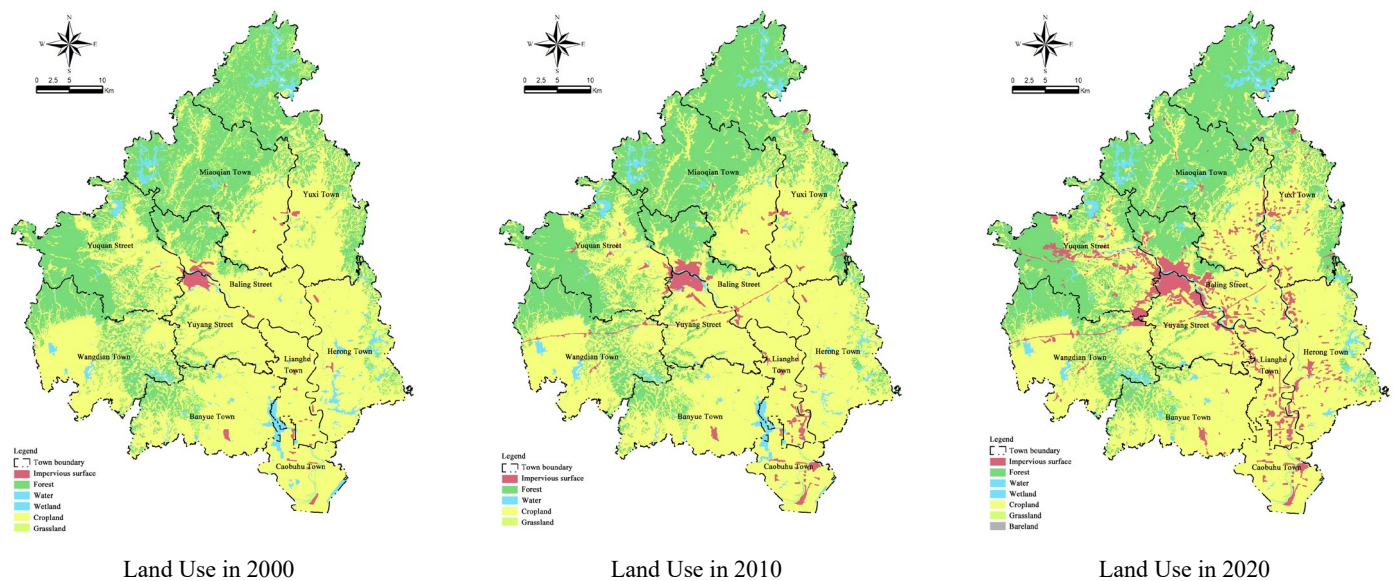 N
W E
S
0 2.5 5 10
Km
Miaoqian Town
Yuxi Town
Yuquan Street
Baling Street
Yuyang Street
Wangdian Town
Lianghe
Town
Herong Town
Banyue Town
Caobuhu Town
Legend
Town boundary
Impervious surface
Forest
Water
Wetland
Cropland
Grassland
Land Use in 2000
N
W E
S
0 2.5 5 10
Km
Miaoqian Town
Yuxi Town
Yuquan Street
Baling Street
Yuyang Street
Wangdian Town
Lianghe
Town
Herong Town
Banyue Town
Caobuhu Town
Legend
Town boundary
Impervious surface
Forest
Water
Cropland
Grassland
Land Use in 2010
N
W E
S
0 2.5 5 10
Km
Miaoqian Town
Yuxi Town
Yuquan Street
Baling Street
Yuyang Street
Wangdian Town
Lianghe
Town
Herong Town
Banyue Town
Caobuhu Town
Legend
Town boundary
Impervious surface
Forest
Water
Wetland
Cropland
Grassland
Bareland
Land Use in 2020